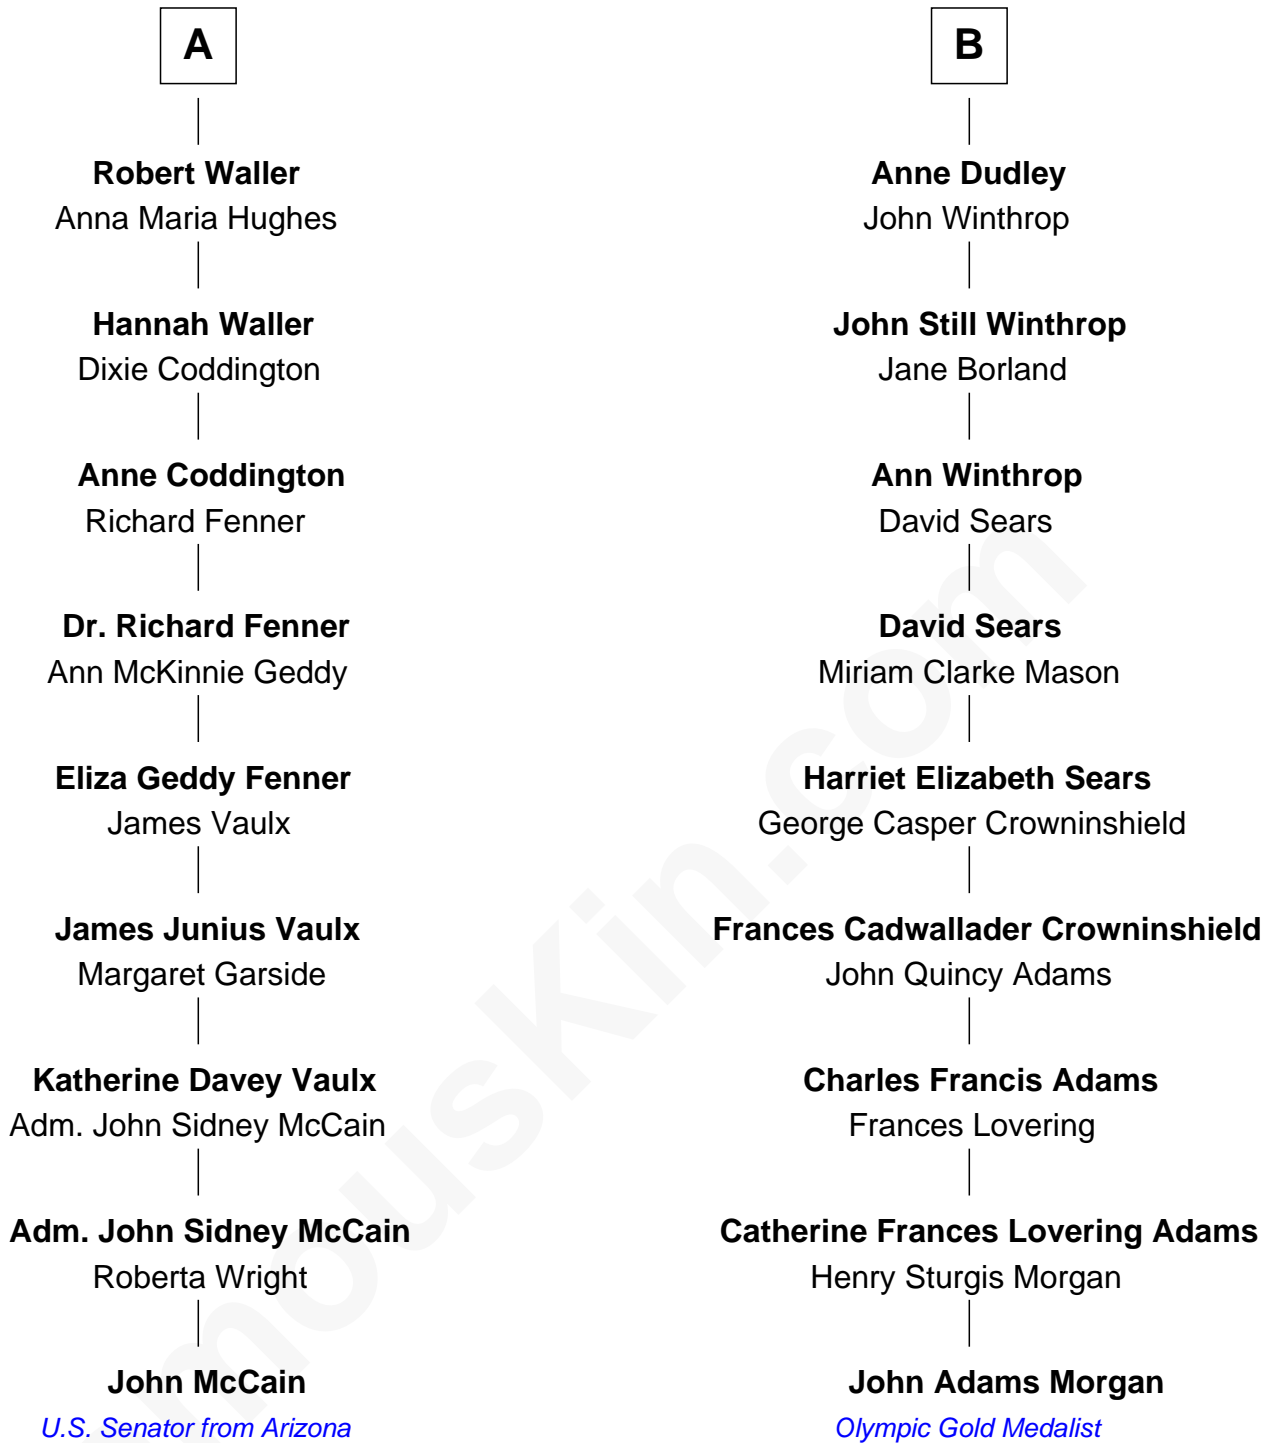 A
Robert Waller
Anna Maria Hughes
Hannah Waller
Dixie Coddington
Anne Coddington
Richard Fenner
Dr. Richard Fenner
Ann McKinnie Geddy
Eliza Geddy Fenner
James Vaulx
James Junius Vaulx
Margaret Garside
Katherine Davey Vaulx
Adm. John Sidney McCain
Adm. John Sidney McCain
Roberta Wright
John McCain
U.S. Senator from Arizona
B
Anne Dudley
John Winthrop
John Still Winthrop
Jane Borland
Ann Winthrop
David Sears
David Sears
Miriam Clarke Mason
Harriet Elizabeth Sears
George Casper Crowninshield
Frances Cadwallader Crowninshield
John Quincy Adams
Charles Francis Adams
Frances Lovering
Catherine Frances Lovering Adams
Henry Sturgis Morgan
John Adams Morgan
Olympic Gold Medalist
mousKin.com